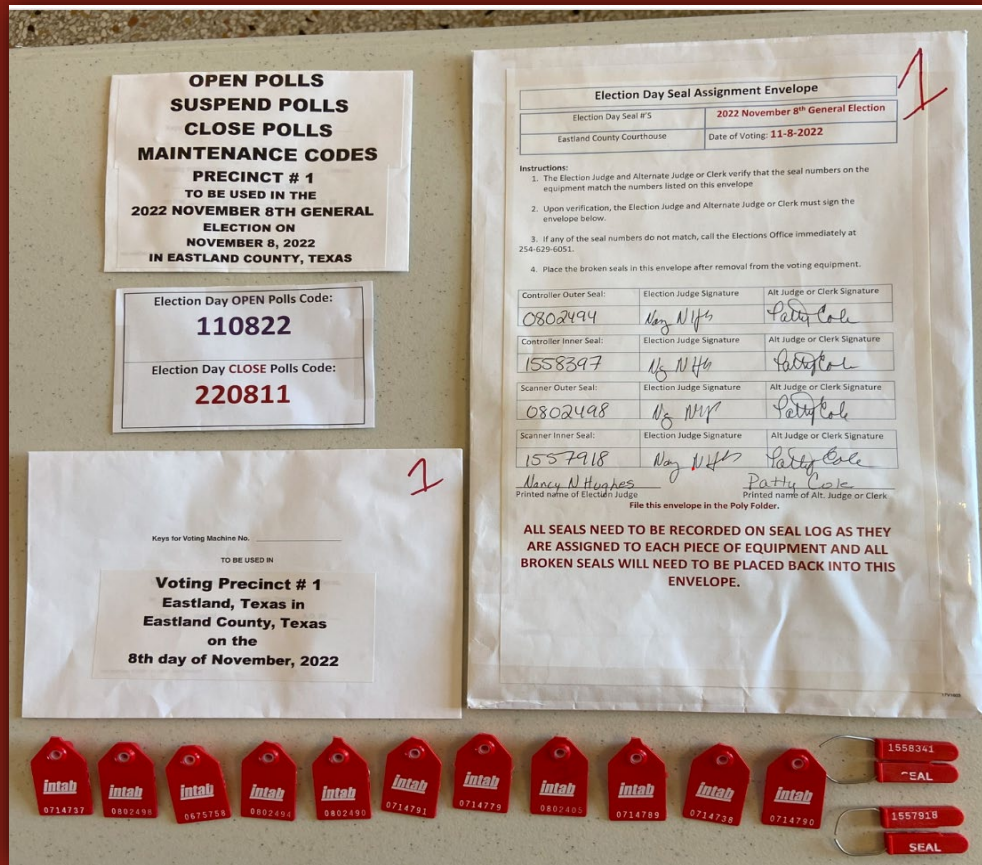 OPEN POLLS
SUSPEND POLLS
CLOSE POLLS
MAINTENANCE CODES
PRECINCT # 1
TO BE USED IN THE
2022 NOVEMBER 8TH GENERAL
ELECTION ON
NOVEMBER 8, 2022
IN EASTLAND COUNTY, TEXAS
Election Day OPEN Polls Code:
110822
Election Day CLOSE Polls Code:
220811
1
Keys for Voting Machine No.
TO BE USED IN
Voting Precinct # 1
Eastland, Texas in
Eastland County, Texas
on the
8th day of November, 2022
1
Election Day Seal Assignment Envelope
Election Day Seal #'S 2022 November 8th General Election
Eastland County Courthouse Date of Voting: 11-8-2022
Instructions:
1. The Election Judge and Alternate Judge or Clerk verify that the seal numbers on the
equipment match the numbers listed on this envelope
2. Upon verification, the Election Judge and Alternate Judge or Clerk must sign the
envelope below.
3. If any of the seal numbers do not match, call the Elections Office immediately at
254-629-6051.
4. Place the broken seals in this envelope after removal from the voting equipment.
Controller Outer Seal: Election Judge Signature Alt Judge or Clerk Signature
0802494 Patty Cole
Controller Inner Seal: Election Judge Signature Alt Judge or Clerk Signature
1558397 Patty Cole
Scanner Outer Seal: Election Judge Signature Alt Judge or Clerk Signature
0802498 Patty Cole
Scanner Inner Seal: Election Judge Signature Alt Judge or Clerk Signature
1557918 Patty Cole
Nancy N Hughes Patty Cole
Printed name of Election Judge Printed name of Alt. Judge or Clerk
File this envelope in the Poly Folder.
ALL SEALS NEED TO BE RECORDED ON SEAL LOG AS THEY
ARE ASSIGNED TO EACH PIECE OF EQUIPMENT AND ALL
BROKEN SEALS WILL NEED TO BE PLACED BACK INTO THIS
ENVELOPE.
intab intab intab intab intab intab intab intab intab intab intab
0714737 0802498 0675758 0802494 0802490 0714791 0714779 0802405 0714789 0714738 0714790
1558341
SEAL
1557918
SEAL